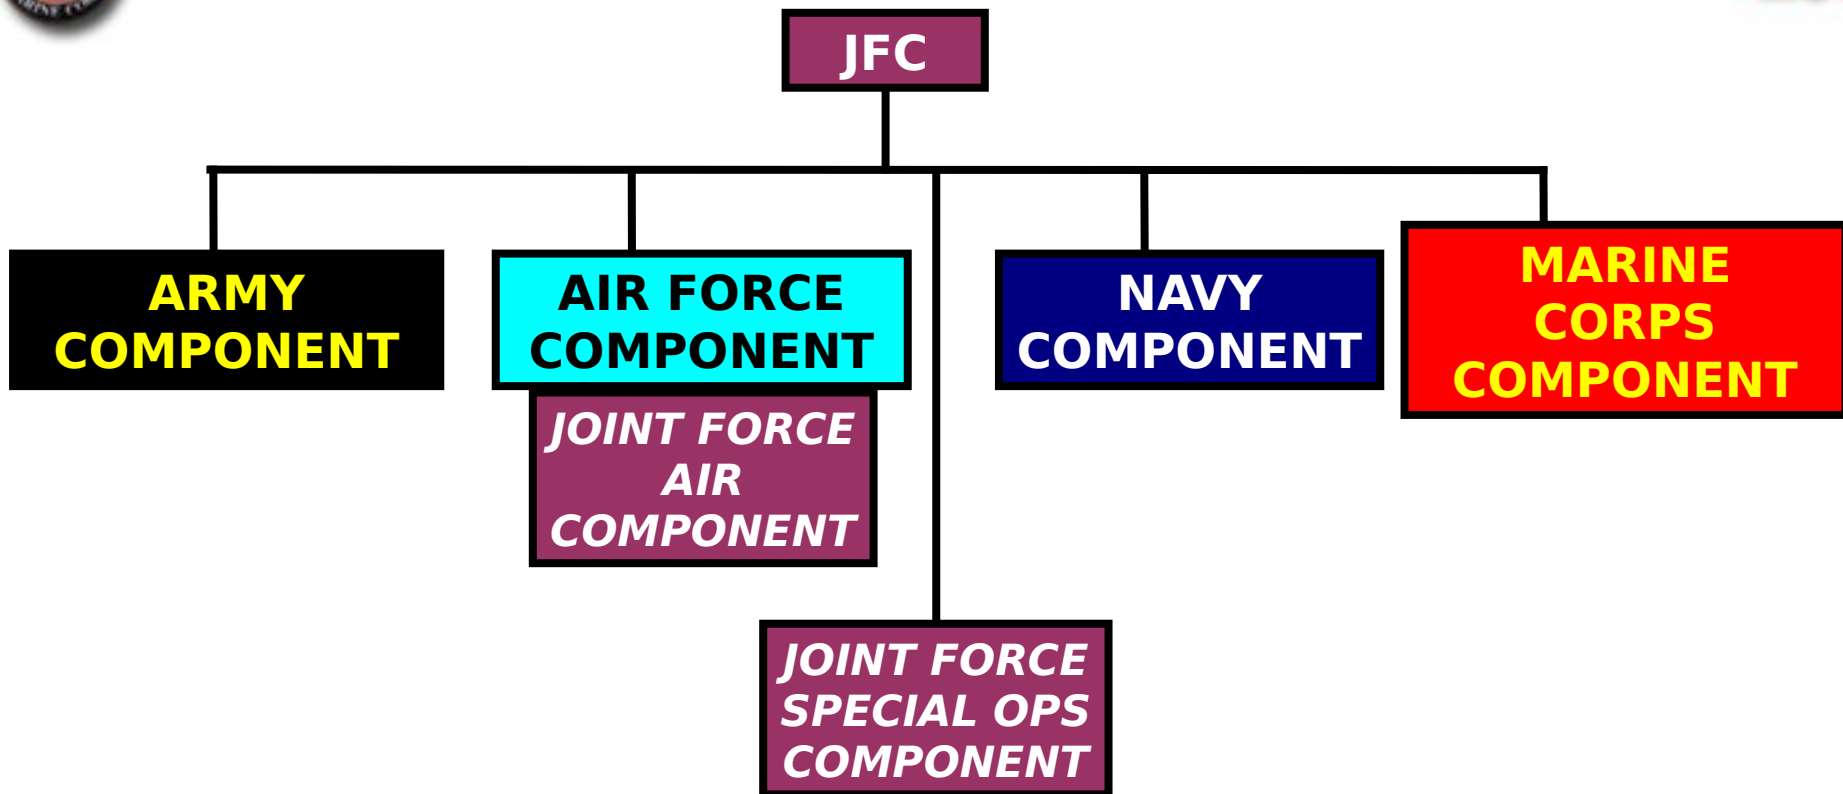 JFC
ARMY
COMPONENT
AIR FORCE
COMPONENT
NAVY
COMPONENT
MARINE
CORPS
COMPONENT
JOINT FORCE
AIR
COMPONENT
JOINT FORCE
SPECIAL OPS
COMPONENT